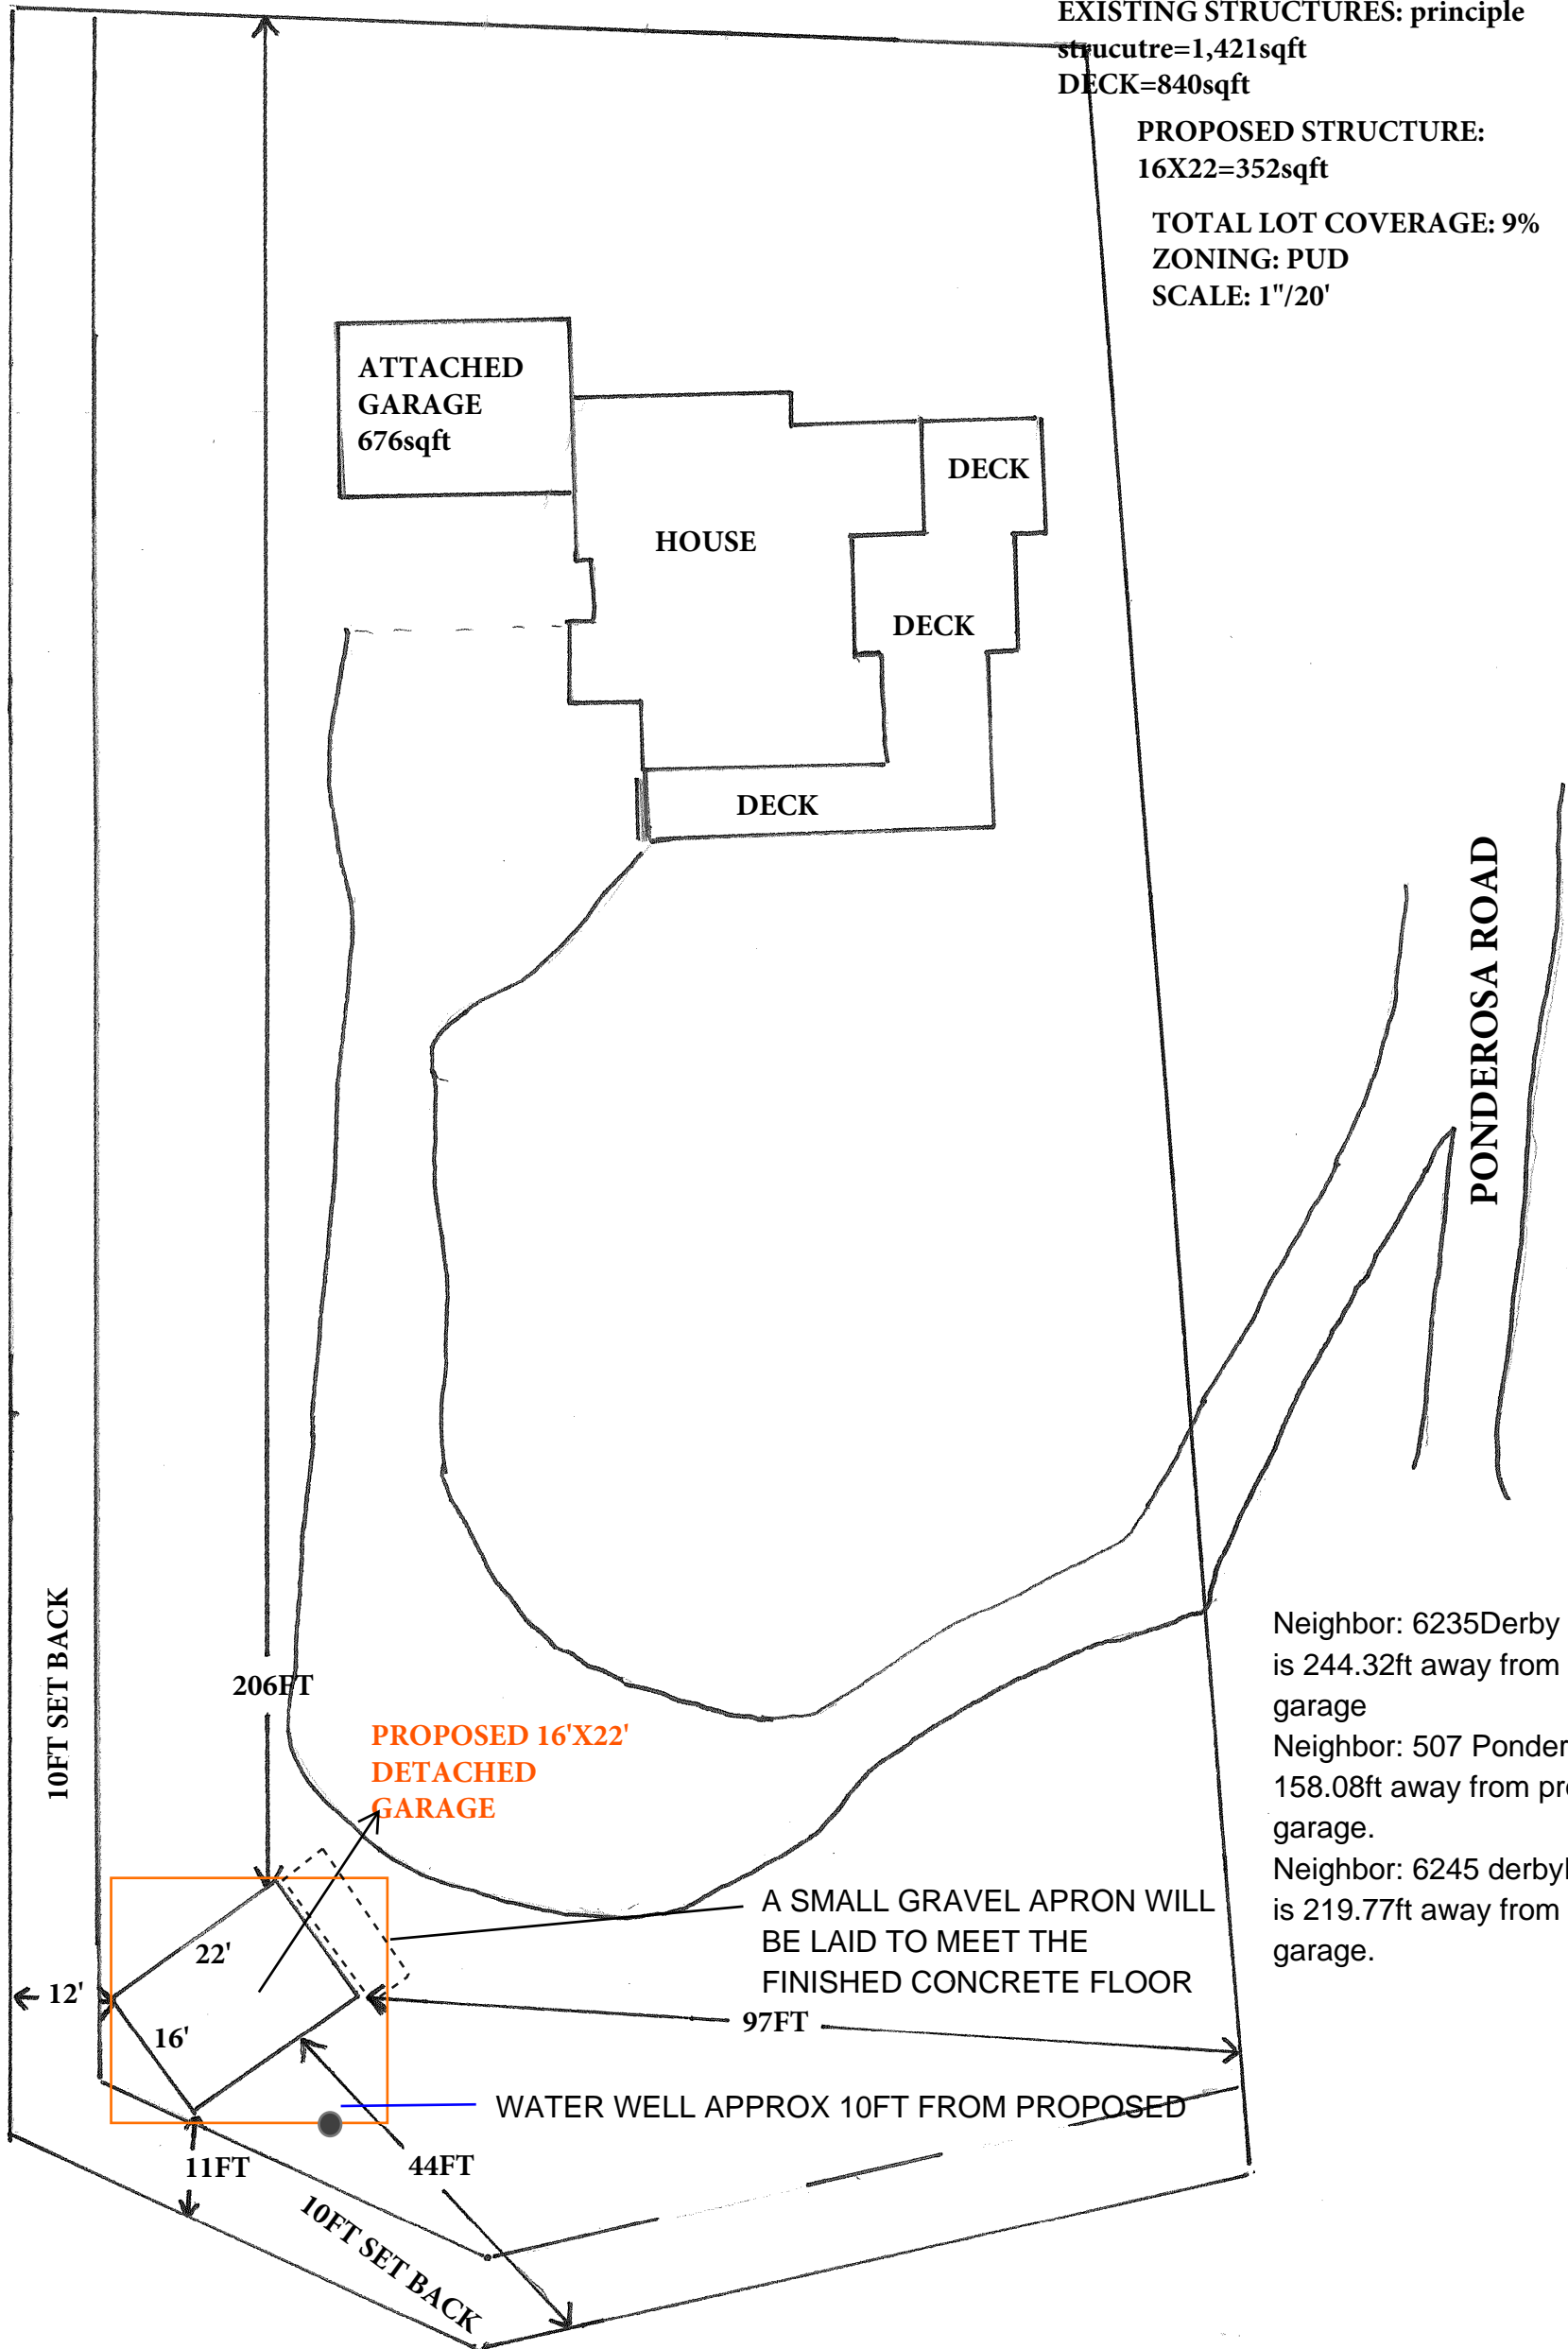 EXISTING STRUCTURES: principle
strucutre=1,421sqft
DECK=840sqft
PROPOSED STRUCTURE:
16X22=352sqft
TOTAL LOT COVERAGE: 9%
ZONING: PUD
SCALE: 1"/20'
ATTACHED
GARAGE
676sqft
DECK
HOUSE
DECK
DECK
PONDEROSA ROAD
10FT SET BACK
206FT
PROPOSED 16'X22'
DETACHED
GARAGE
Neighbor: 6235Derby
is 244.32ft away from
garage
Neighbor: 507 Ponder
158.08ft away from pr
garage.
Neighbor: 6245 derby
is 219.77ft away from
garage.
A SMALL GRAVEL APRON WILL
BE LAID TO MEET THE
FINISHED CONCRETE FLOOR
22'
12'
16'
97FT
WATER WELL APPROX 10FT FROM PROPOSED
11FT
44FT
10FT SET BACK